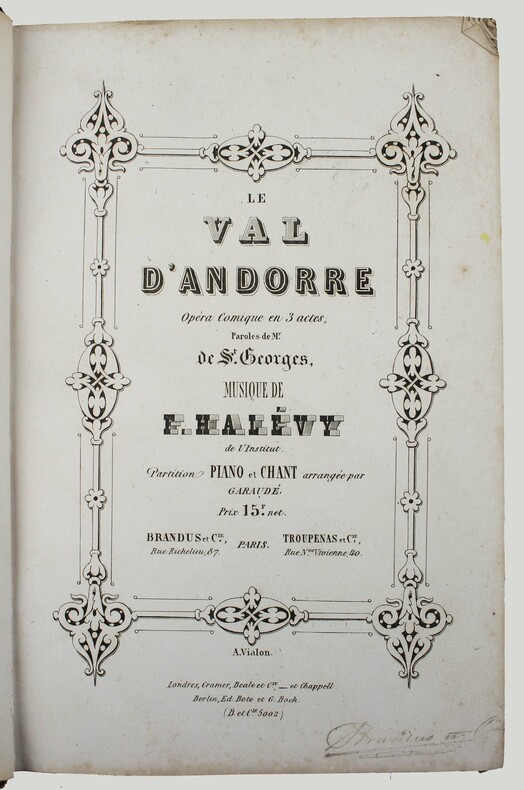 LE
VAL
D'ANDORRE
Opéra Comique en 3 actes,
Paroles de Mr.
de St. Georges,
MUSIQUE DE
F. HALÉVY
de l'Institut.
Partition PIANO et CHANT arrangée par
GARAUDÉ.
Prix 15f. net.
BRANDUS et Cie., PARIS. TROUPENAS et Cie.,
Rue Richelieu, 87. Rue Nve. Vivienne, 40.
A. Vialon.
Londres, Cramer, Beale et Cie. — et Chappell.
Berlin, Ed. Bote et G. Bock.
(B. et Cie. 5002)
Brandus et Cie